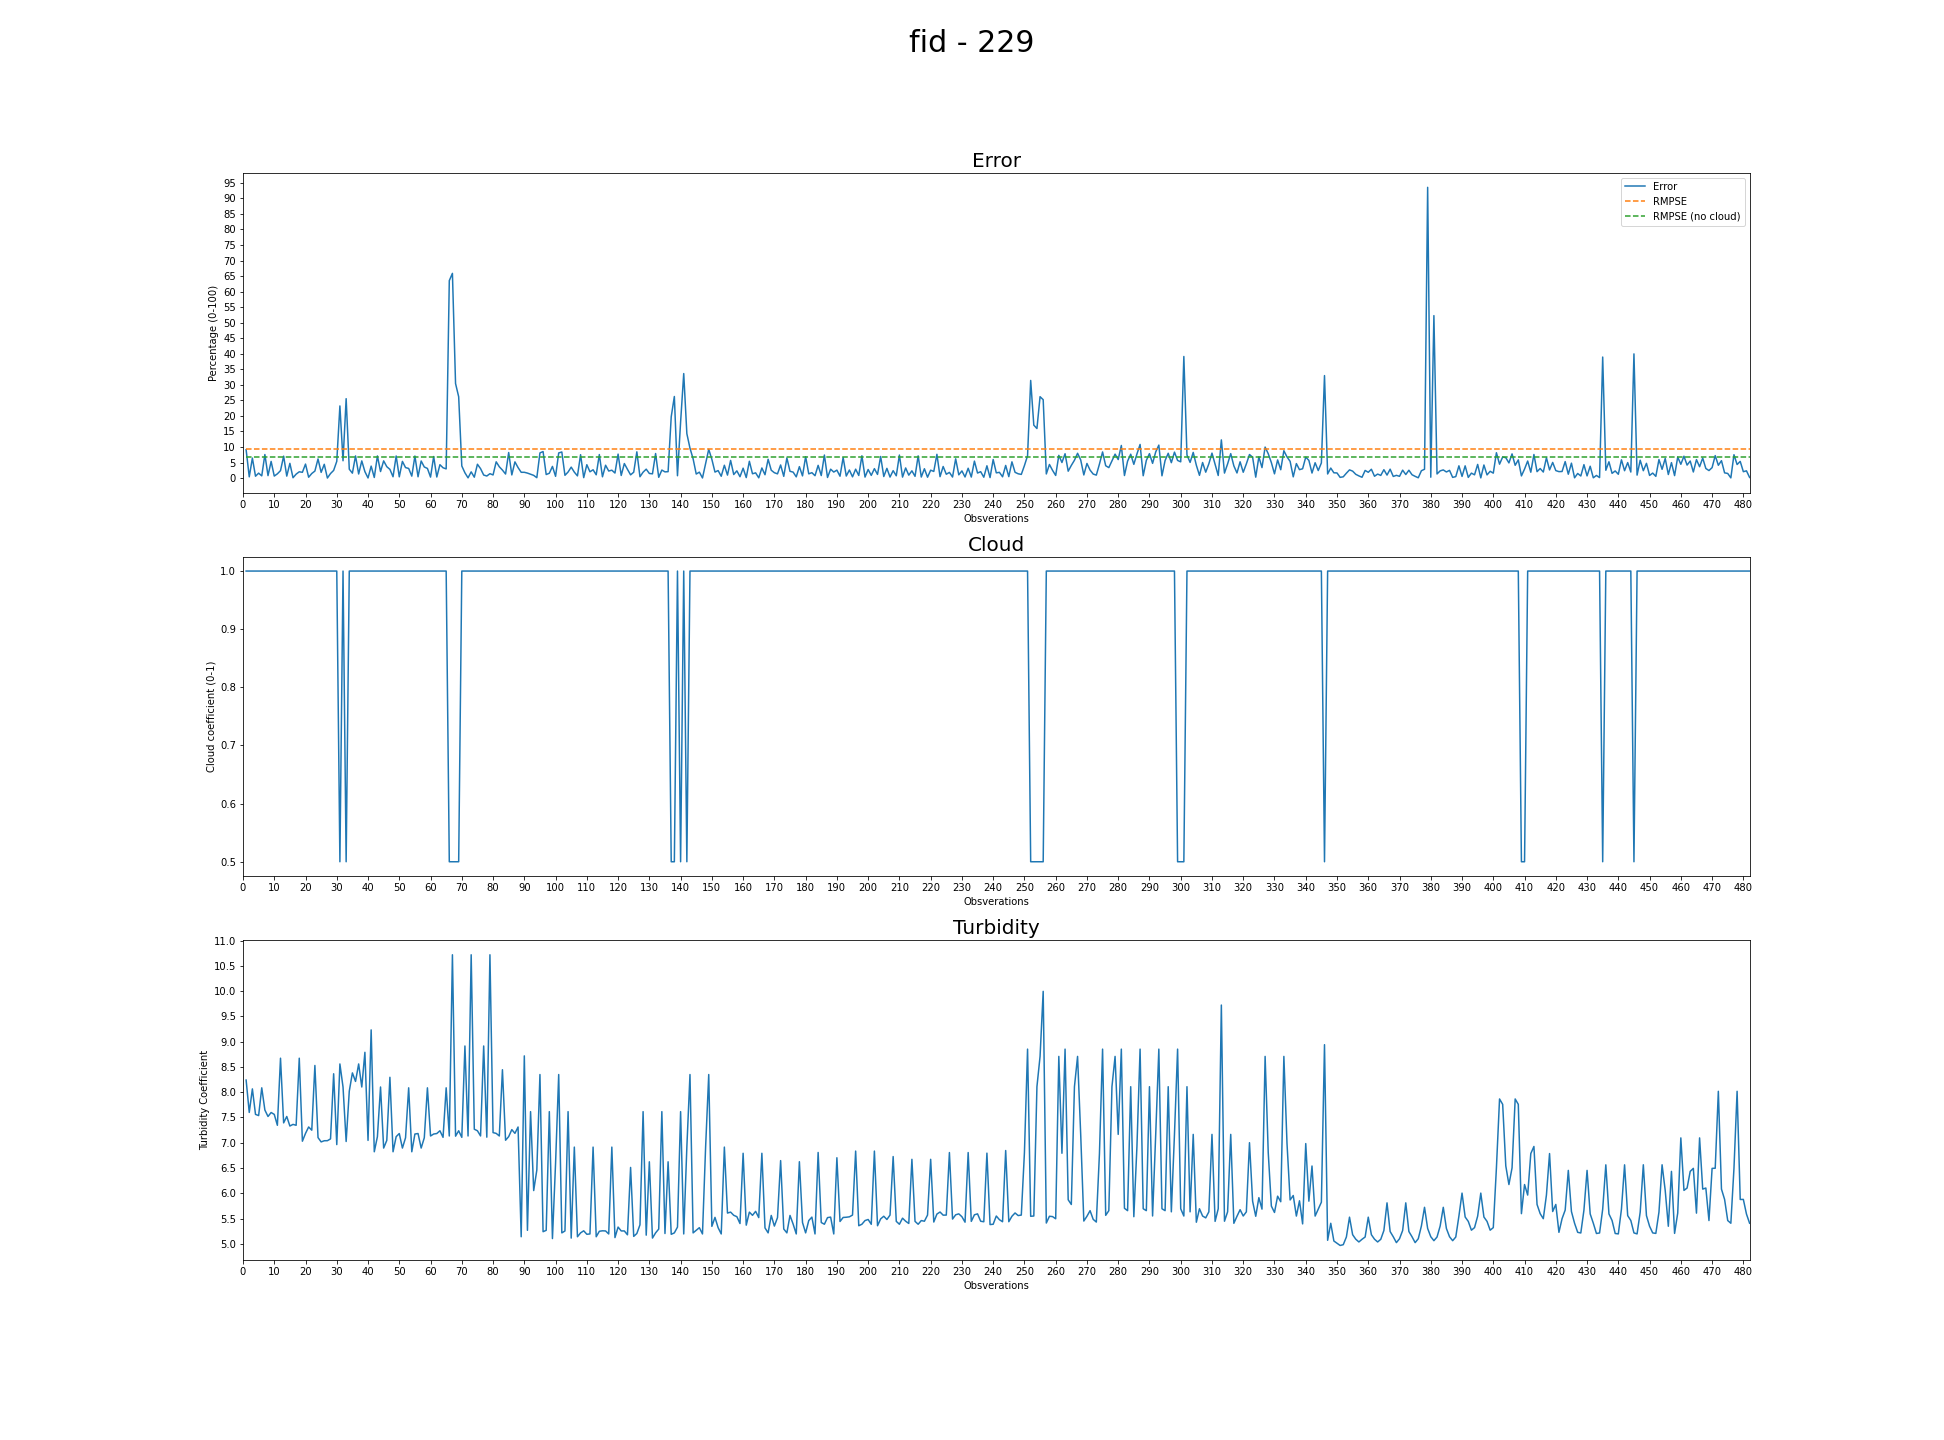 fid - 229
Error
95
90
85
80
75
70
65
60
55
50
45
40
35
30
25
20
15
10
5
0
Percentage (0-100)
Error
RMPSE
RMPSE (no cloud)
0 10 20 30 40 50 60 70 80 90 100 110 120 130 140 150 160 170 180 190 200 210 220 230 240 250 260 270 280 290 300 310 320 330 340 350 360 370 380 390 400 410 420 430 440 450 460 470 480
Obsverations
Cloud
1.0
0.9
0.8
0.7
0.6
0.5
Cloud coefficient (0-1)
0 10 20 30 40 50 60 70 80 90 100 110 120 130 140 150 160 170 180 190 200 210 220 230 240 250 260 270 280 290 300 310 320 330 340 350 360 370 380 390 400 410 420 430 440 450 460 470 480
Obsverations
Turbidity
11.0
10.5
10.0
9.5
9.0
8.5
8.0
7.5
7.0
6.5
6.0
5.5
5.0
Turbidity Coefficient
0 10 20 30 40 50 60 70 80 90 100 110 120 130 140 150 160 170 180 190 200 210 220 230 240 250 260 270 280 290 300 310 320 330 340 350 360 370 380 390 400 410 420 430 440 450 460 470 480
Obsverations